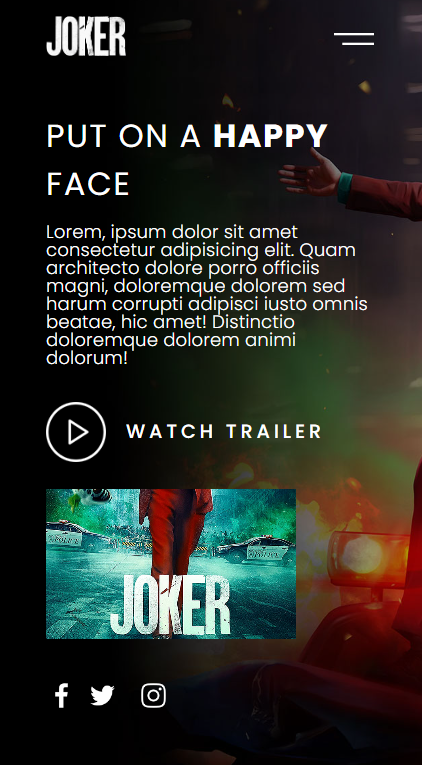 JOKER
PUT ON A HAPPY
FACE
Lorem, ipsum dolor sit amet
consectetur adipisicing elit. Quam
architecto dolore porro officiis
magni, doloremque dolorem sed
harum corrupti adipisci iusto omnis
beatae, hic amet! Distinctio
doloremque dolorem animi
dolorum!
WATCH TRAILER
POLICE
POLICE
JOKER